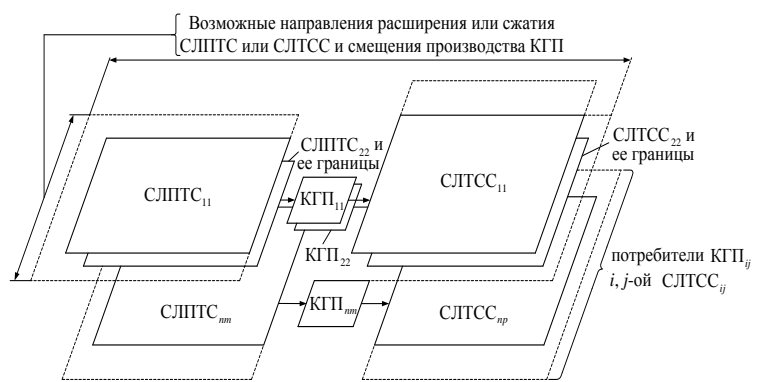 Возможные направления расширения или сжатия
СЛПТС или СЛТСС и смещения производства КГП
СЛПТС22 и
ее границы
СЛТСС22 и
ее границы
СЛПТС11
КГП11
СЛТСС11
КГП22
потребители КГПij
i, j-ой СЛТССij
СЛПТСnm
КГПnm
СЛТССnp